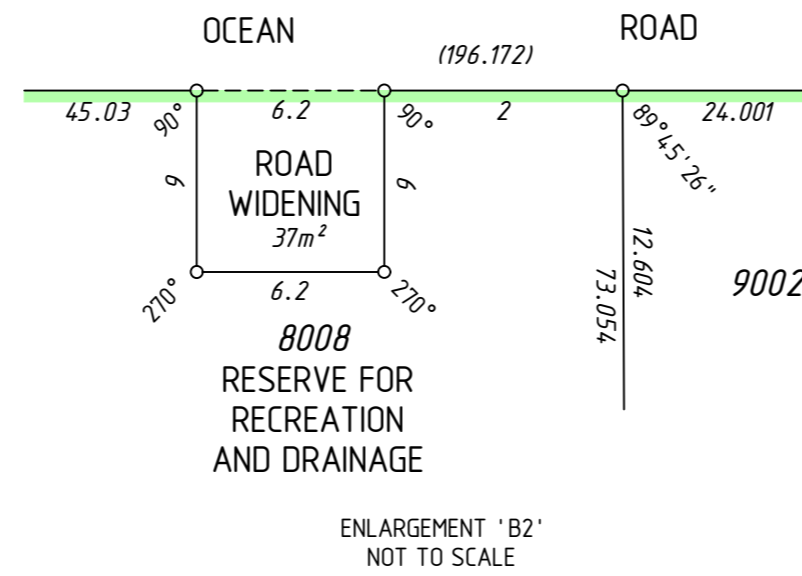 OCEAN
ROAD
(196.172)
45.03
90°
6.2
90°
2
89°45'26"
24.001
6
ROAD
WIDENING
37m²
6
270°
6.2
270°
12.604
73.054
9002
8008
RESERVE FOR
RECREATION
AND DRAINAGE
ENLARGEMENT 'B2'
NOT TO SCALE